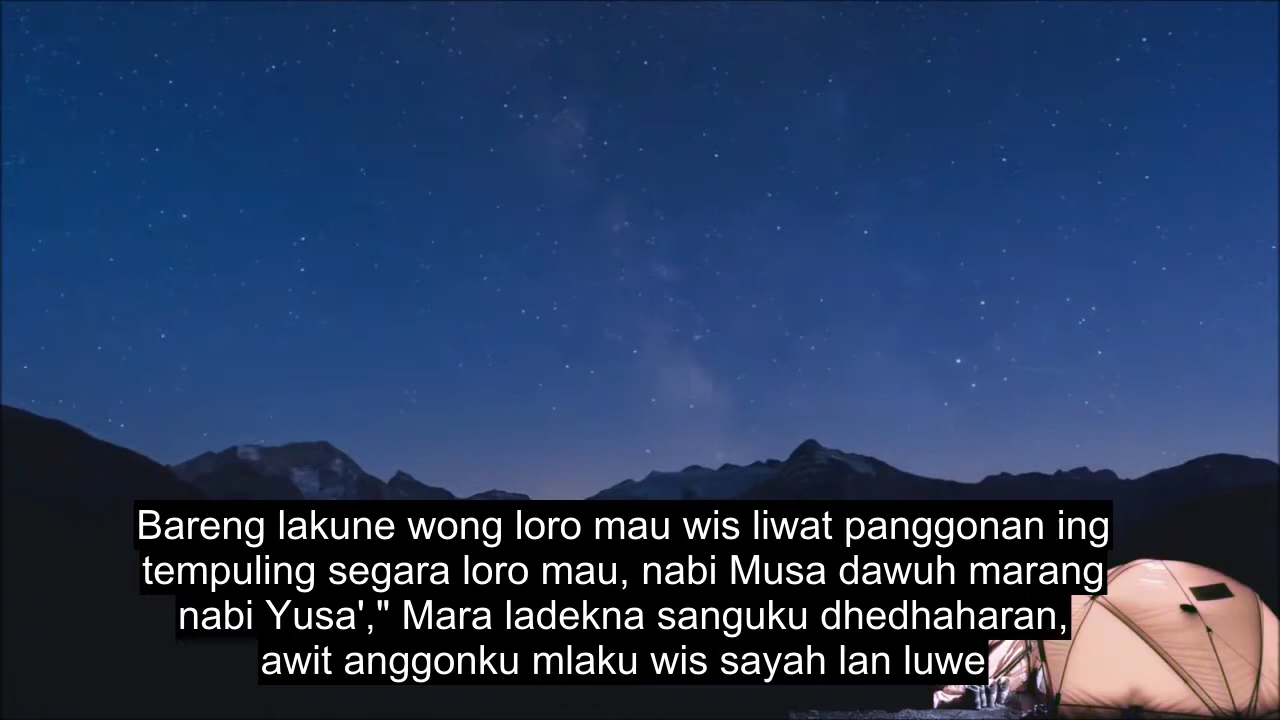 Bareng lakune wong loro mau wis liwat panggonan ing
tempuling segara loro mau, nabi Musa dawuh marang
nabi Yusa'," Mara ladekna sanguku dhedhaharan,
awit anggonku mlaku wis sayah lan luwe